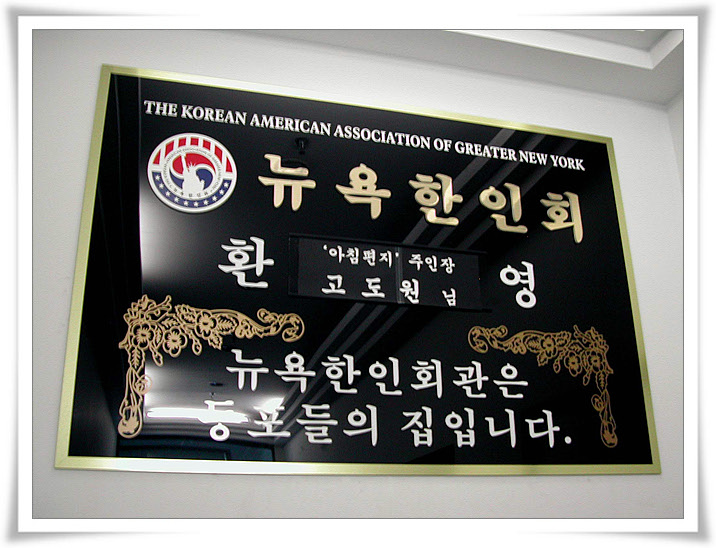 THE KOREAN AMERICAN ASSOCIATION OF GREATER NEW YORK
뉴욕한인회
환 영
'아침편지' 주인장
고도원 님
뉴욕한인회관은
동포들의 집입니다.